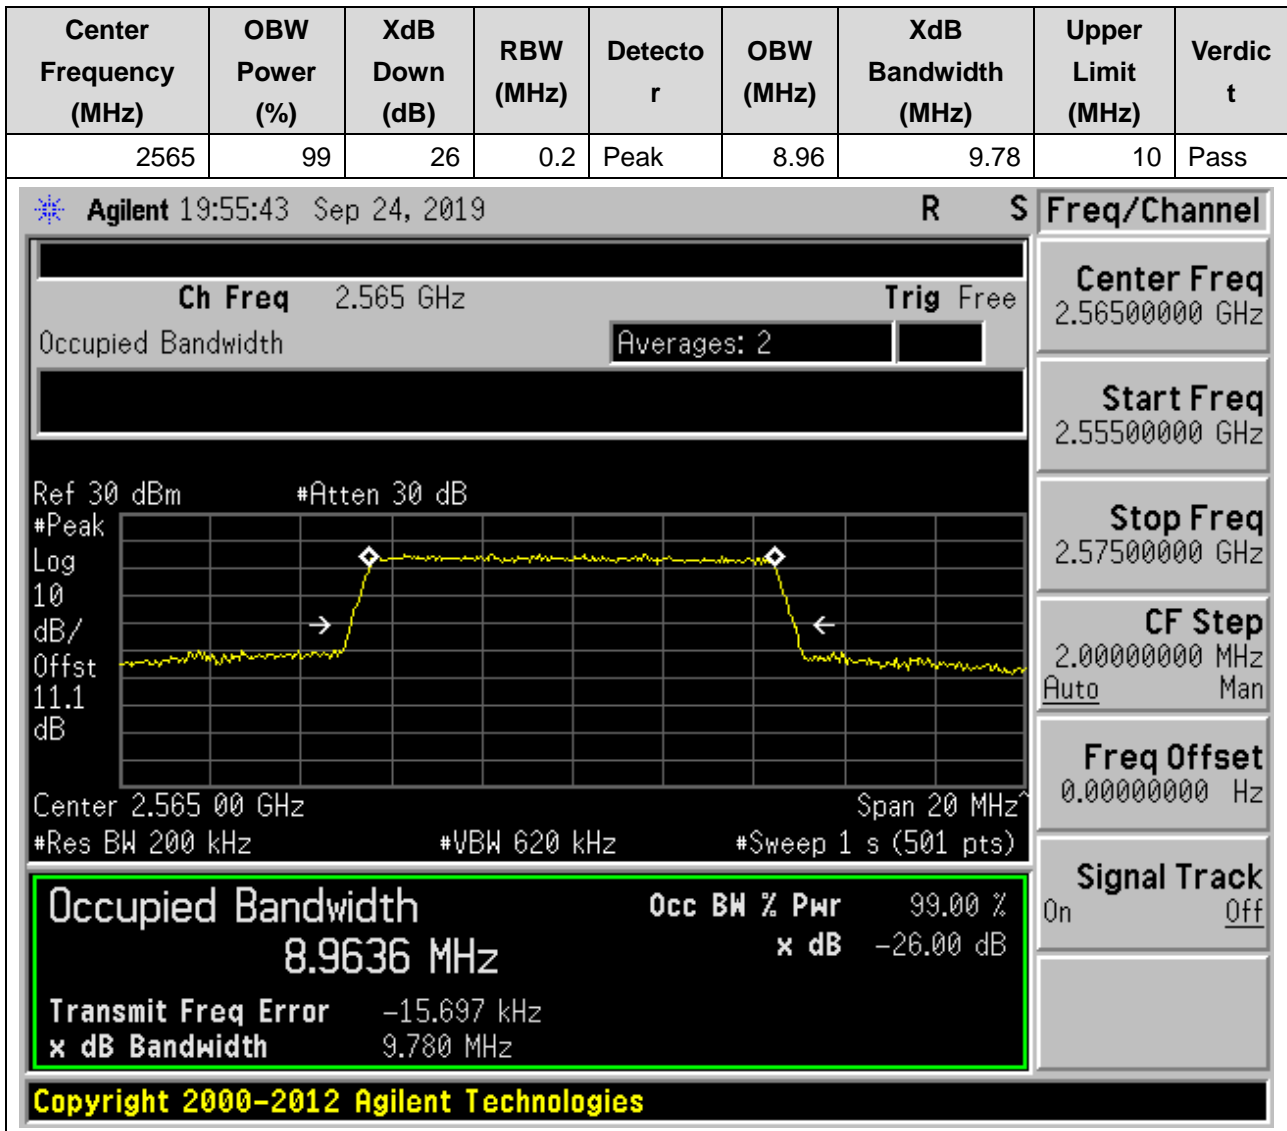 Center Frequency (MHz) OBW Power (%) XdB Down (dB) RBW (MHz) Detecto r OBW (MHz) XdB Bandwidth (MHz) Upper Limit (MHz) Verdic t
2565 99 26 0.2 Peak 8.96 9.78 10 Pass
Agilent 19:55:43 Sep 24, 2019 R S
Ch Freq 2.565 GHz Trig Free
Occupied Bandwidth Averages: 2
Ref 30 dBm #Atten 30 dB
#Peak
Log
10
dB/
Offst
11.1
dB
Center 2.565 00 GHz Span 20 MHz^
#Res BW 200 kHz #VBW 620 kHz #Sweep 1 s (501 pts)
Occupied Bandwidth Occ BW % Pwr 99.00 %
8.9636 MHz x dB -26.00 dB
Transmit Freq Error -15.697 kHz
x dB Bandwidth 9.780 MHz
Copyright 2000-2012 Agilent Technologies
Freq/Channel
Center Freq
2.56500000 GHz
Start Freq
2.55500000 GHz
Stop Freq
2.57500000 GHz
CF Step
2.00000000 MHz
Auto Man
Freq Offset
0.00000000 Hz
Signal Track
On Off